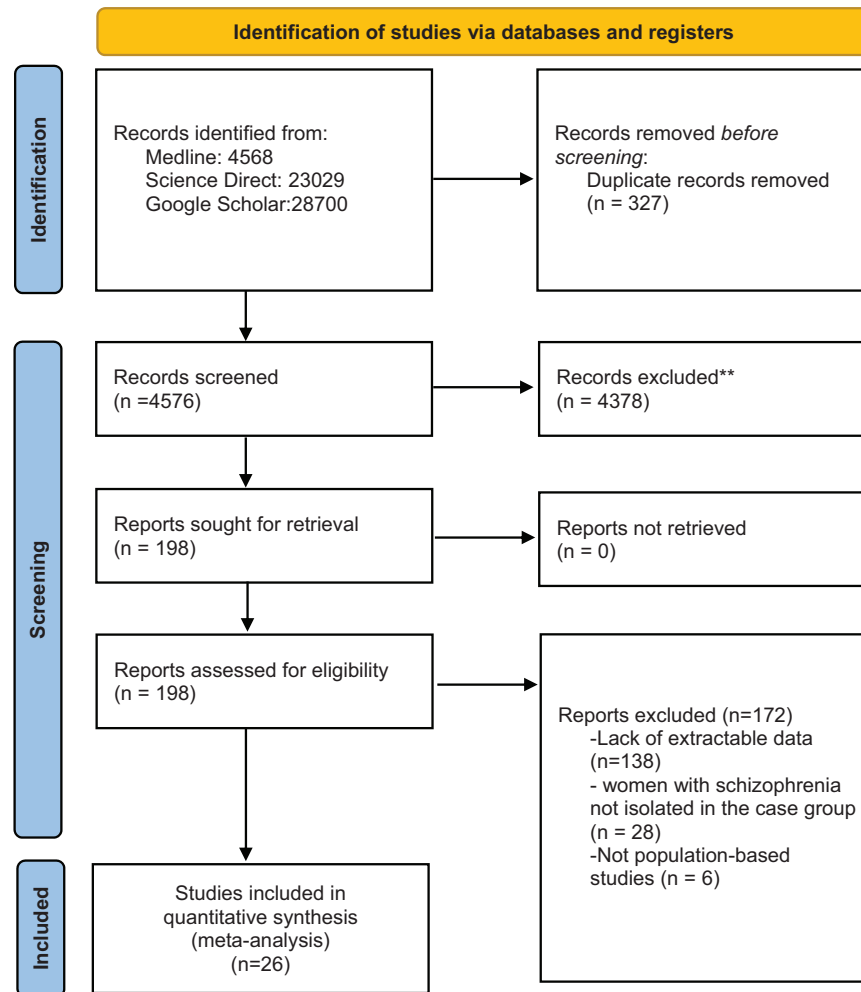 Identification of studies via databases and registers
Identification
Records identified from:
Medline: 4568
Science Direct: 23029
Google Scholar:28700
Records removed before
screening:
Duplicate records removed
(n = 327)
Screening
Records screened
(n =4576)
Records excluded**
(n = 4378)
Reports sought for retrieval
(n = 198)
Reports not retrieved
(n = 0)
Reports assessed for eligibility
(n = 198)
Reports excluded (n=172)
-Lack of extractable data
(n=138)
- women with schizophrenia
not isolated in the case group
(n = 28)
-Not population-based
studies (n = 6)
Included
Studies included in
quantitative synthesis
(meta-analysis)
(n=26)